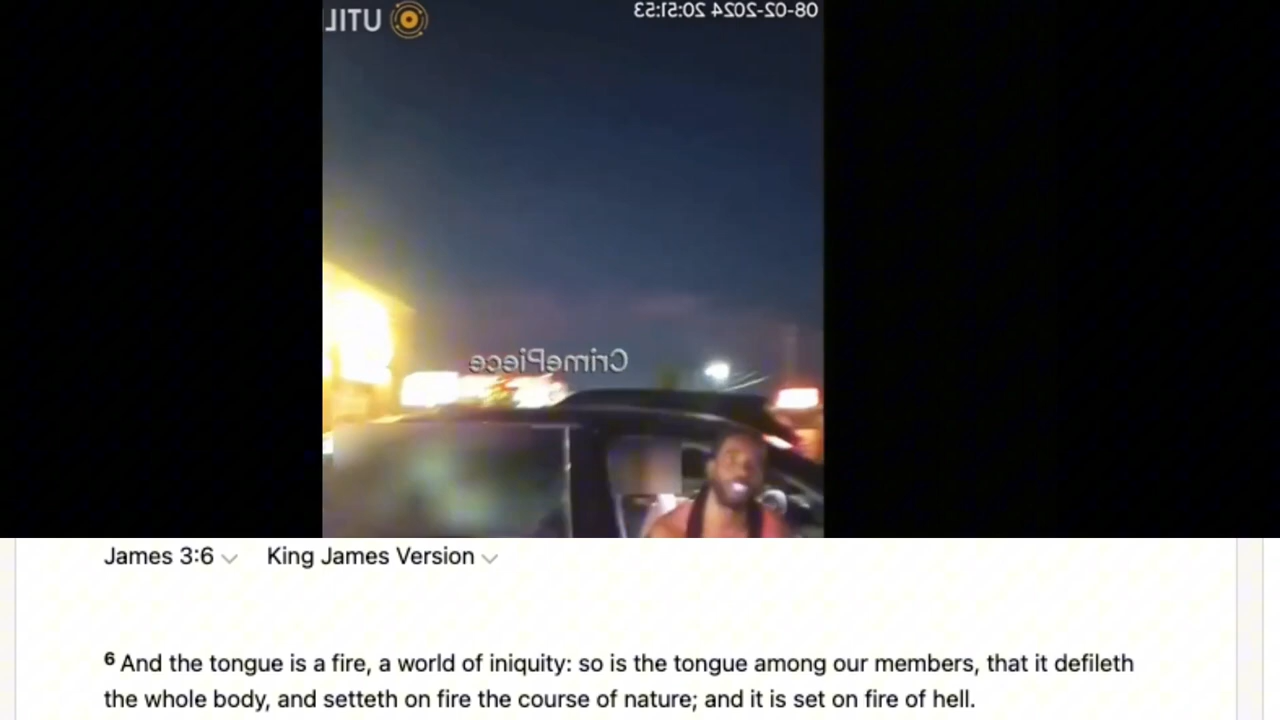 UTIL
08-02-2024 20:51:53
CrimePiece
James 3:6 King James Version
6 And the tongue is a fire, a world of iniquity: so is the tongue among our members, that it defileth
the whole body, and setteth on fire the course of nature; and it is set on fire of hell.